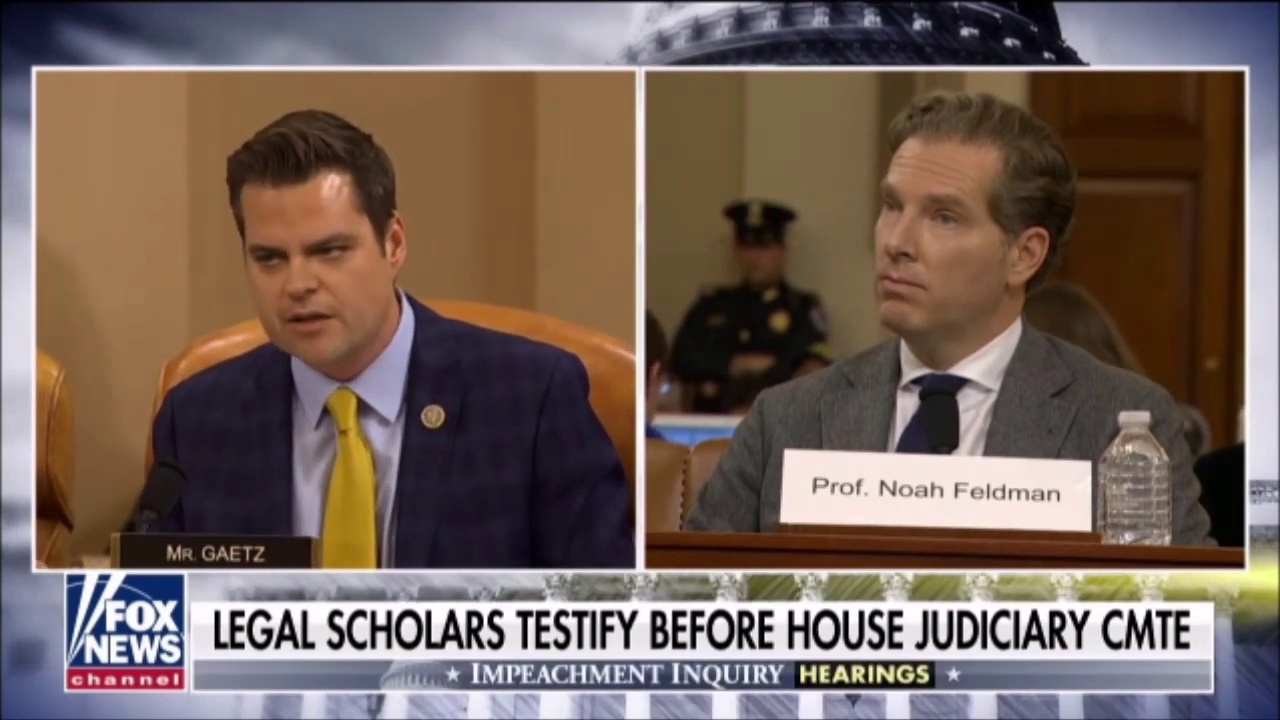 Prof. Noah Feldman
MR. GAETZ
FOX
NEWS
channel
LEGAL SCHOLARS TESTIFY BEFORE HOUSE JUDICIARY CMTE
IMPEACHMENT INQUIRY HEARINGS